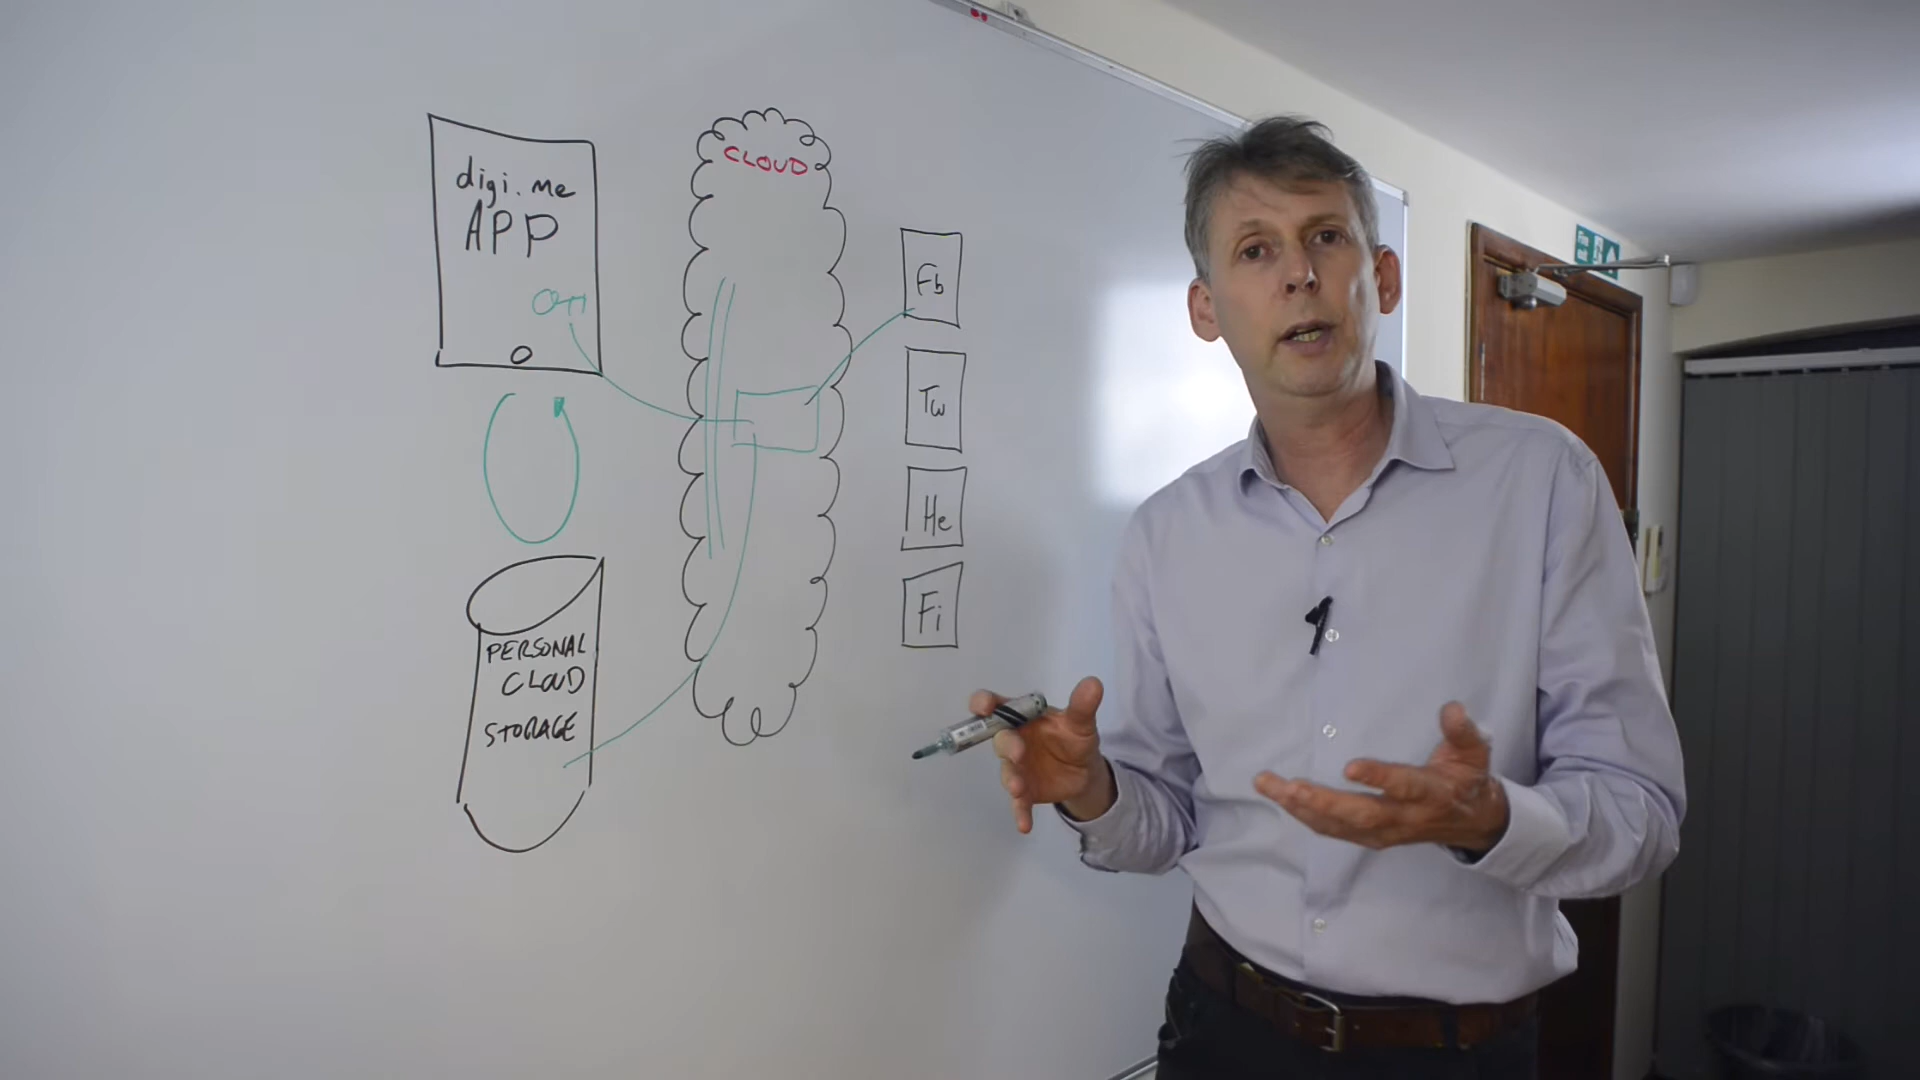 digi.me
APP
CLOUD
Fb
Tw
He
Fi
PERSONAL
CLOUD
STORAGE